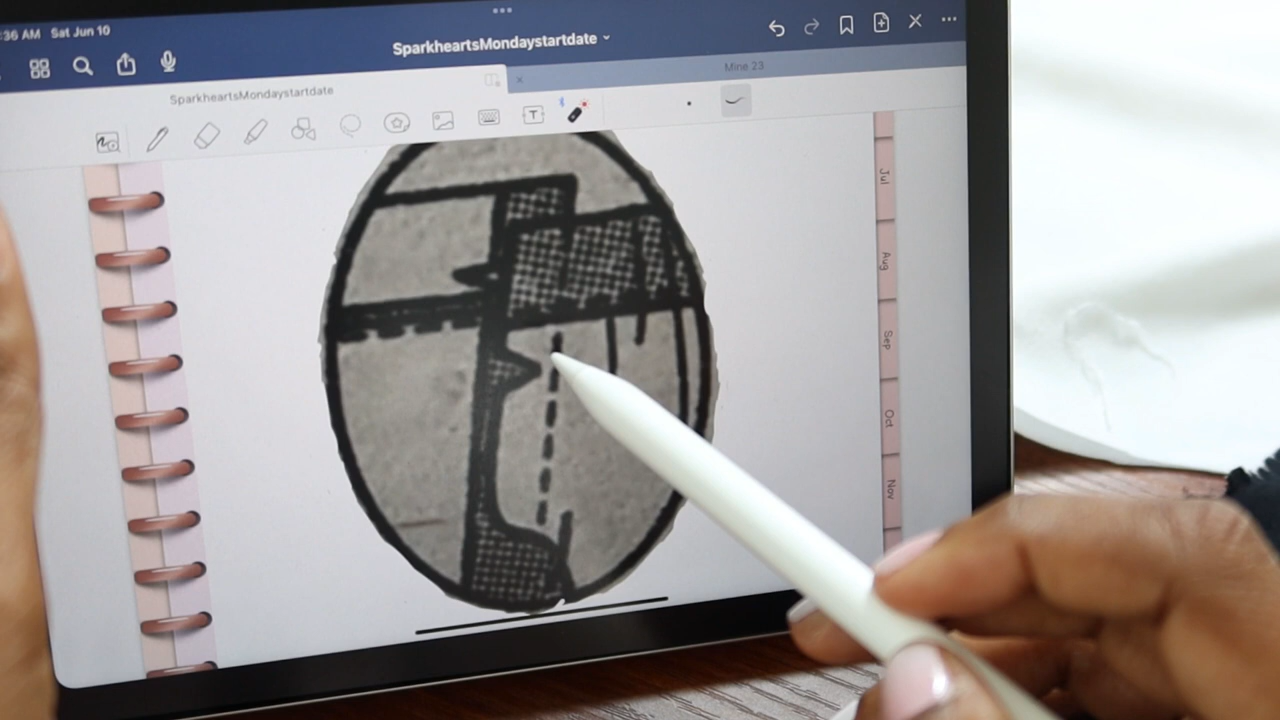 :36 AM Sat Jun 10
SparkheartsMondaystartdate
SparkheartsMondaystartdate
Mine 23
T
Jul
Aug
Sep
Oct
Nov